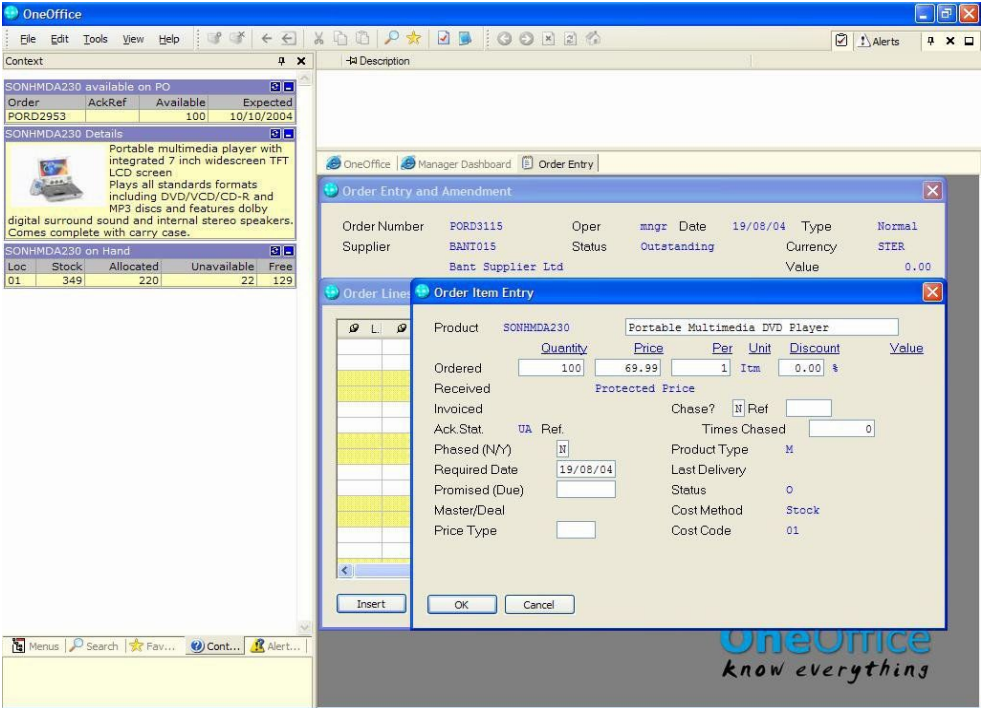 OneOffice
File Edit Tools View Help
Alerts
Context
Description
SONHMDA230 available on PO
Order AckRef Available Expected
PORD2953 100 10/10/2004
SONHMDA230 Details
Portable multimedia player with
integrated 7 inch widescreen TFT
LCD screen
Plays all standards formats
including DVD/VCD/CD-R and
MP3 discs and features dolby
digital surround sound and internal stereo speakers.
Comes complete with carry case.
SONHMDA230 on Hand
Loc Stock Allocated Unavailable Free
01 349 220 22 129
OneOffice Manager Dashboard Order Entry
Order Entry and Amendment
Order Number PORD3115 Oper mngr Date 19/08/04 Type Normal
Supplier BANT015 Status Outstanding Currency STER
Bant Supplier Ltd Value 0.00
Order Lines
L.
Order Item Entry
Product SONHMDA230 Portable Multimedia DVD Player
Quantity Price Per Unit Discount Value
Ordered 100 69.99 1 Itm 0.00 %
Received Protected Price
Invoiced Chase? N Ref
Ack.Stat. UA Ref. Times Chased 0
Phased (N/Y) N Product Type M
Required Date 19/08/04 Last Delivery
Promised (Due) Status O
Master/Deal Cost Method Stock
Price Type Cost Code 01
Insert OK Cancel
Menus Search Fav... Cont... Alert...
OneOffice
know everything